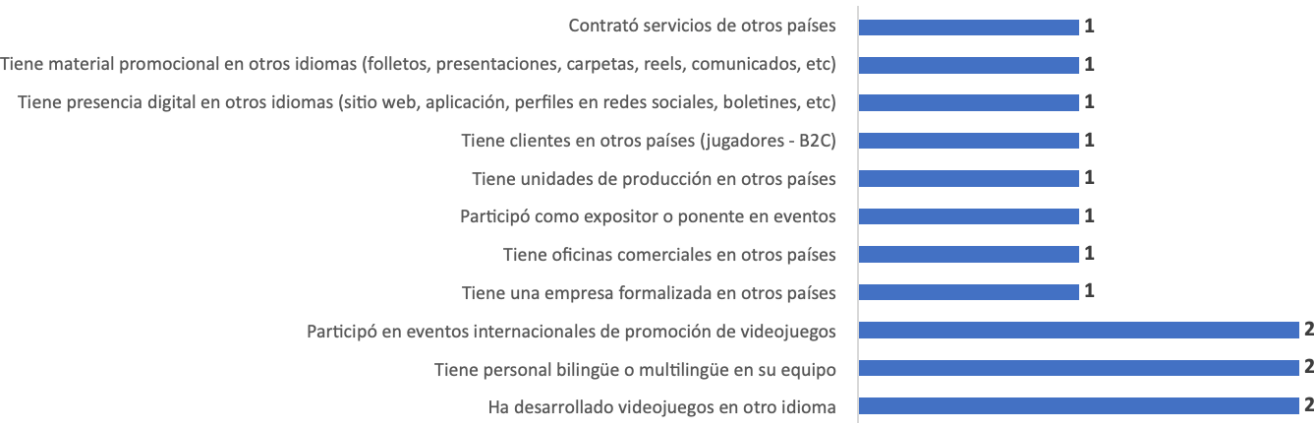 Contrató servicios de otros países 1
Tiene material promocional en otros idiomas (folletos, presentaciones, carpetas, reels, comunicados, etc) 1
Tiene presencia digital en otros idiomas (sitio web, aplicación, perfiles en redes sociales, boletines, etc) 1
Tiene clientes en otros países (jugadores - B2C) 1
Tiene unidades de producción en otros países 1
Participó como expositor o ponente en eventos 1
Tiene oficinas comerciales en otros países 1
Tiene una empresa formalizada en otros países 1
Participó en eventos internacionales de promoción de videojuegos 2
Tiene personal bilingüe o multilingüe en su equipo 2
Ha desarrollado videojuegos en otro idioma 2